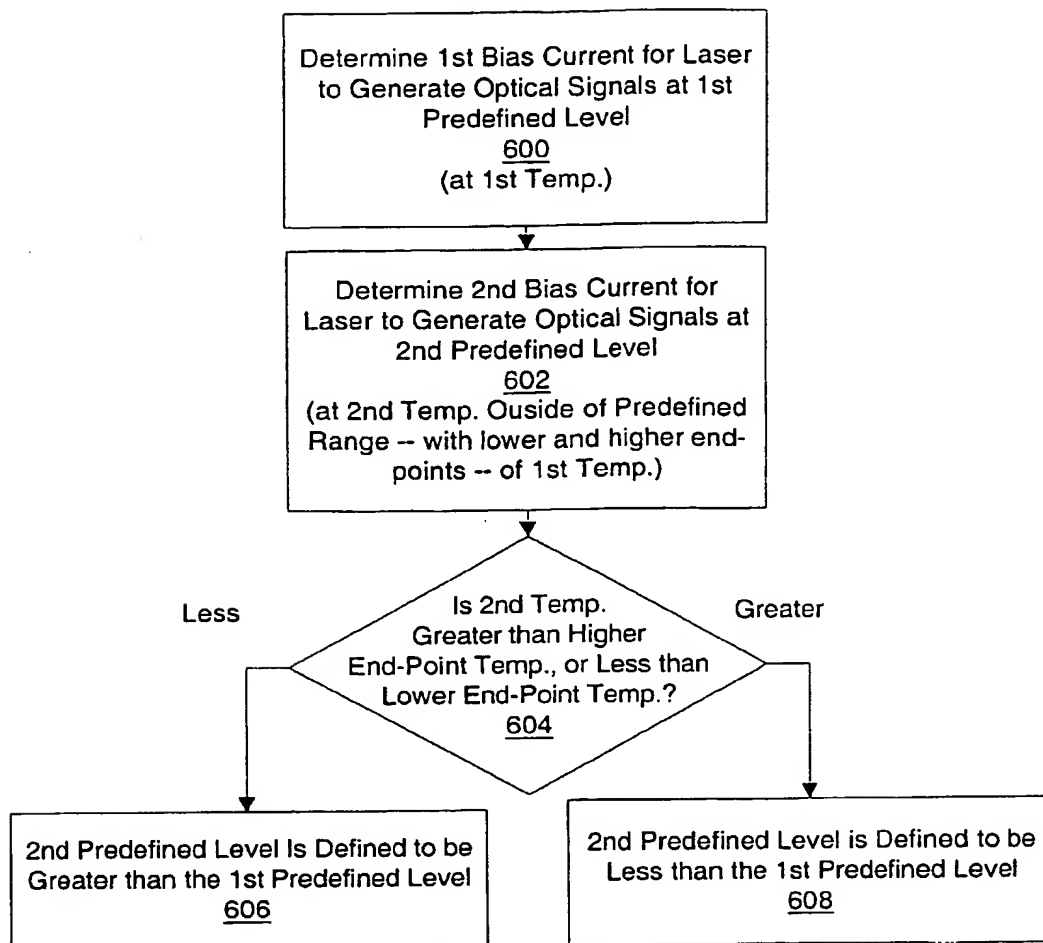 Determine 1st Bias Current for Laser
to Generate Optical Signals at 1st
Predefined Level
600
(at 1st Temp.)
Determine 2nd Bias Current for
Laser to Generate Optical Signals at
2nd Predefined Level
602
(at 2nd Temp. Ouside of Predefined
Range -- with lower and higher end-
points -- of 1st Temp.)
Less
Greater
Is 2nd Temp.
Greater than Higher
End-Point Temp., or Less than
Lower End-Point Temp.?
604
2nd Predefined Level Is Defined to be
Greater than the 1st Predefined Level
606
2nd Predefined Level is Defined to be
Less than the 1st Predefined Level
608